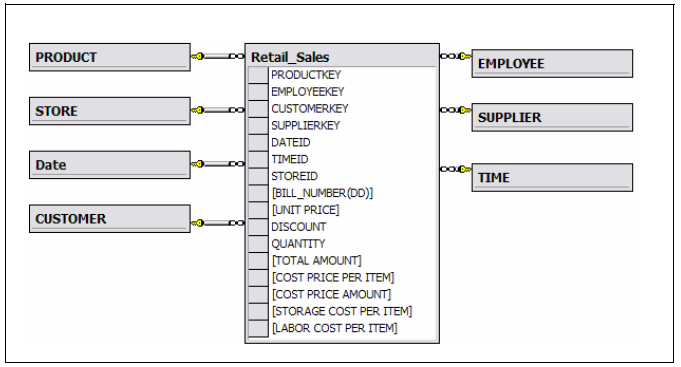 PRODUCT
STORE
Date
CUSTOMER
Retail_Sales
PRODUCTKEY
EMPLOYEEKEY
CUSTOMERKEY
SUPPLIERKEY
DATEID
TIMEID
STOREID
[BILL_NUMBER(DD)]
[UNIT PRICE]
DISCOUNT
QUANTITY
[TOTAL AMOUNT]
[COST PRICE PER ITEM]
[COST PRICE AMOUNT]
[STORAGE COST PER ITEM]
[LABOR COST PER ITEM]
EMPLOYEE
SUPPLIER
TIME